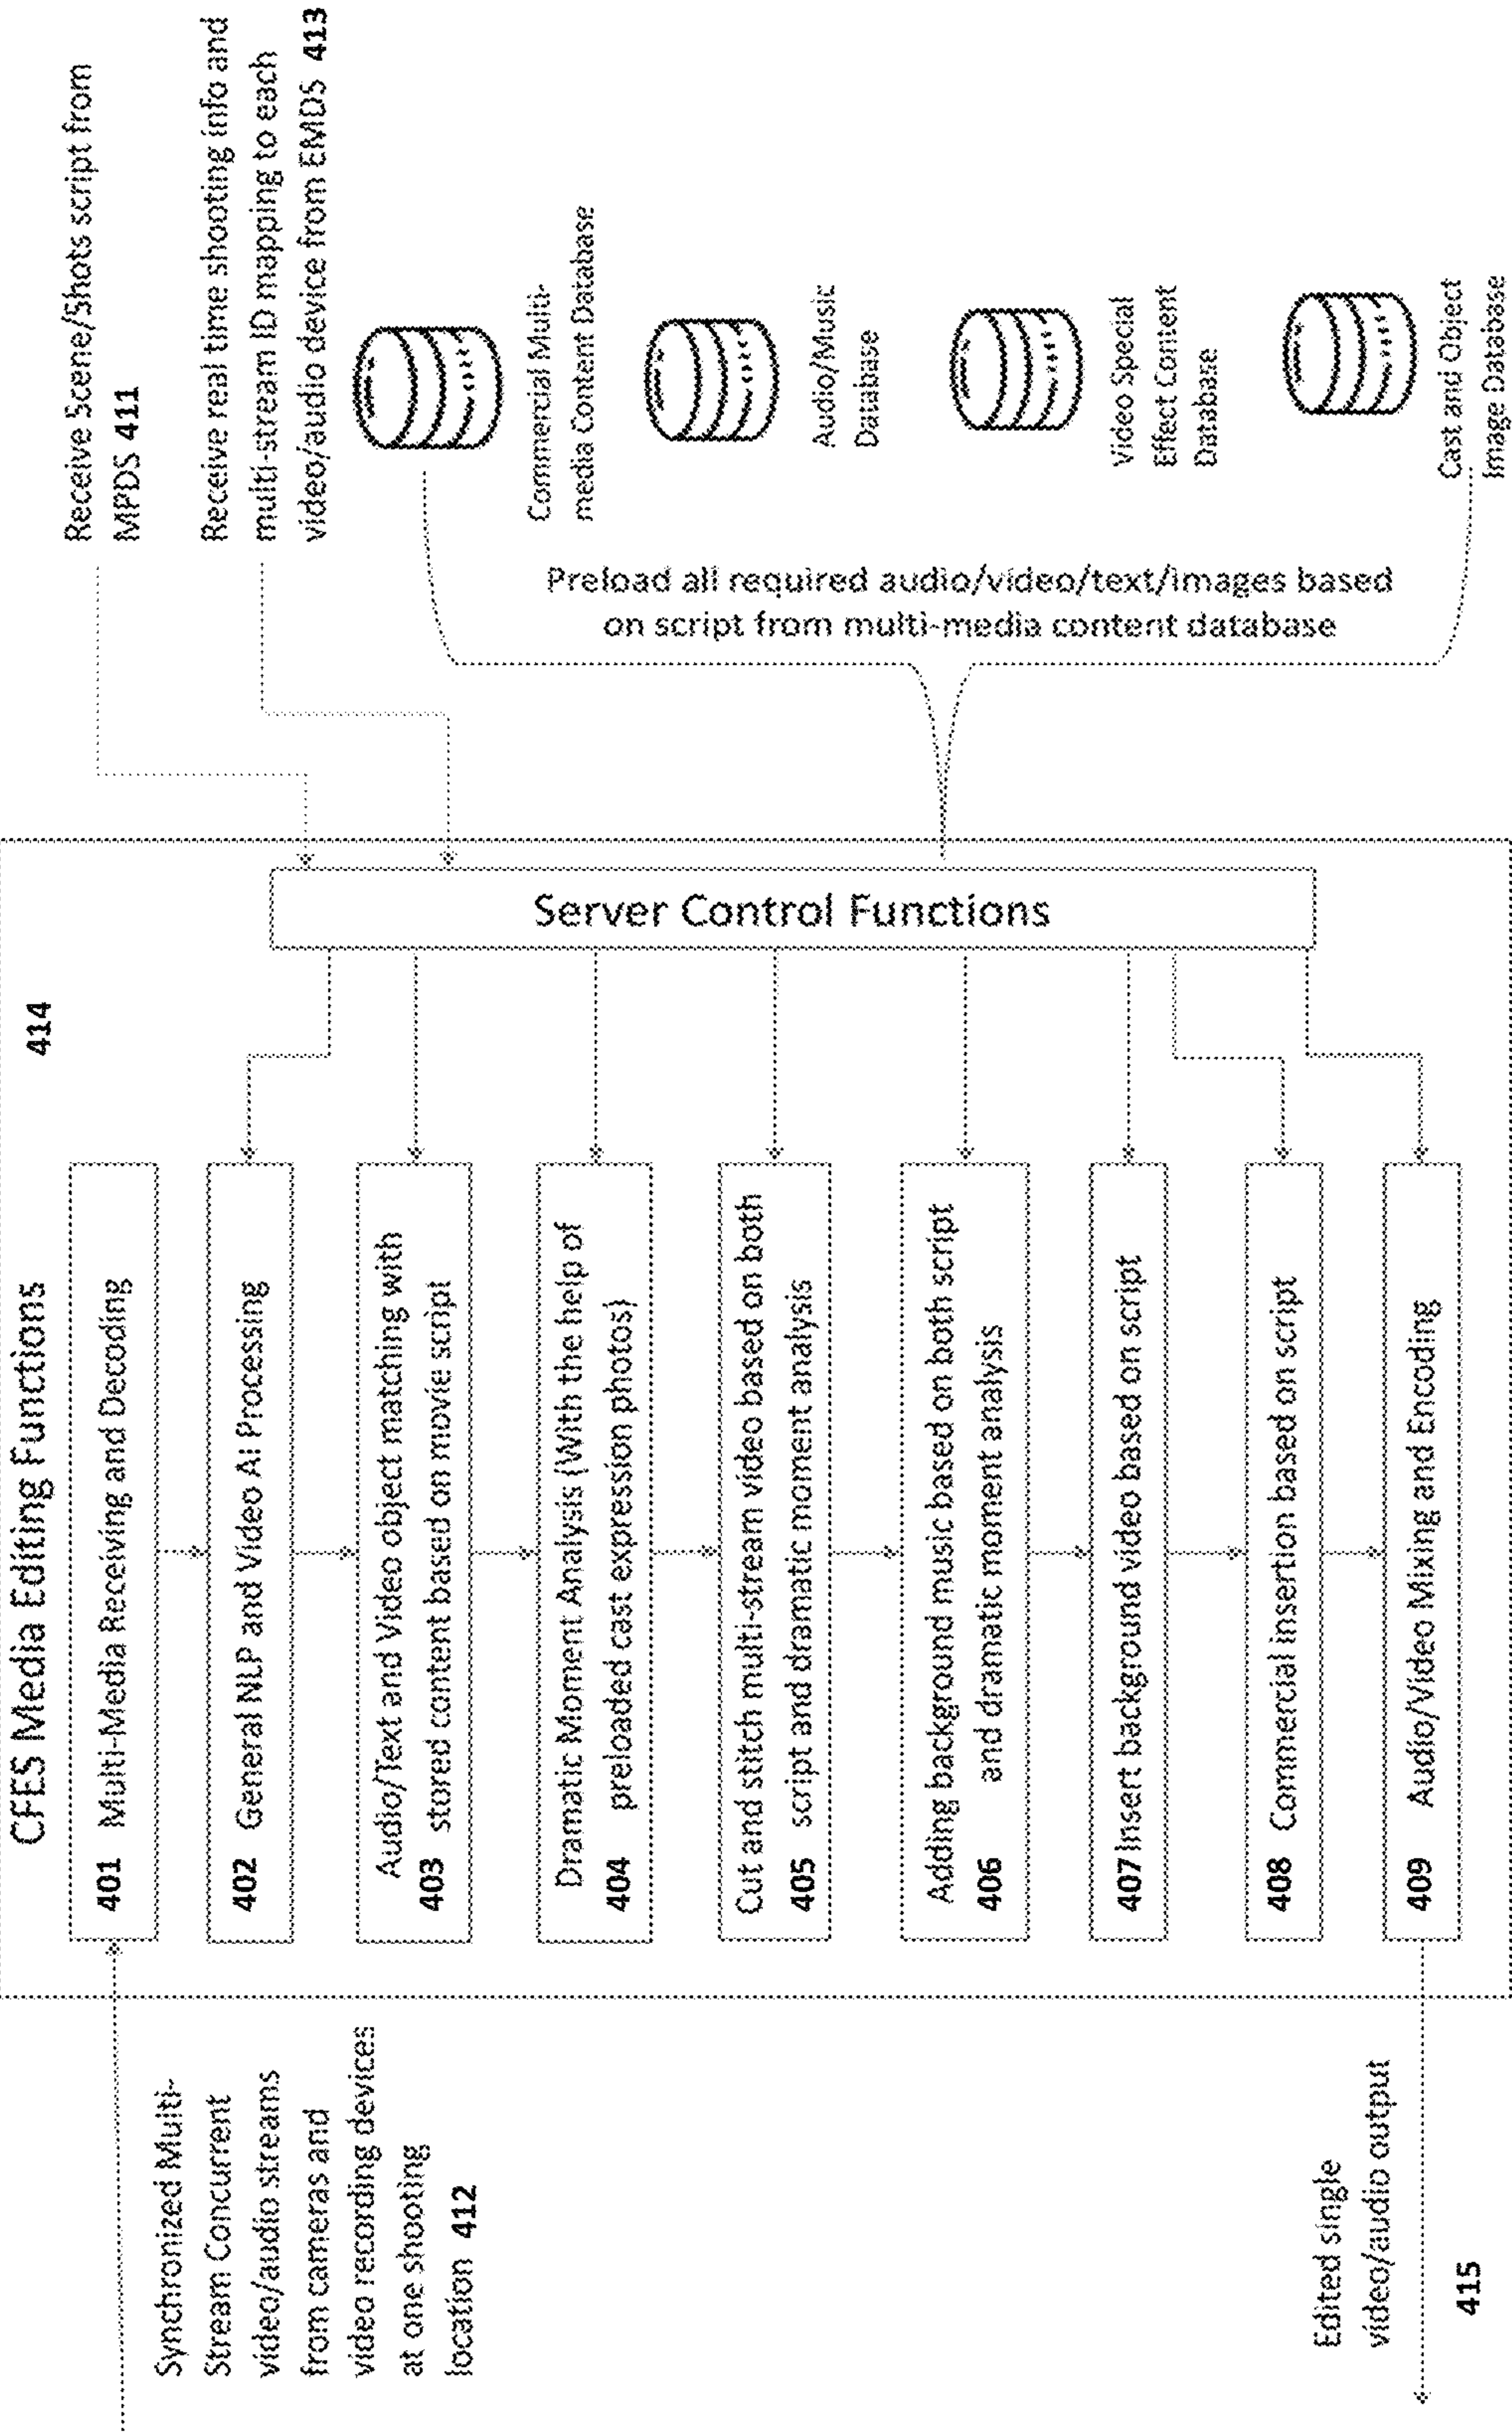 CFES Media Editing Functions
414
Synchronized Multi-
Stream Concurrent
video/audio streams
from cameras and
video recording devices
at one shooting
location 412
401 Multi-Media Receiving and Decoding
402 General NLP and Video AI Processing
Audio/Text and Video object matching with
403 stored content based on movie script
Dramatic Moment Analysis (With the help of
404 preloaded cast expression photos)
Cut and stitch multi-stream video based on both
405 script and dramatic moment analysis
Adding background music based on both script
406 and dramatic moment analysis
407 Insert background video based on script
408 Commercial insertion based on script
409 Audio/Video Mixing and Encoding
Edited single
video/audio output
415
Server Control Functions
Receive Scene/Shots script from
MPDS 411
Receive real time shooting info and
multi-stream ID mapping to each
video/audio device from EMDS 413
Preload all required audio/video/text/images based
on script from multi-media content database
Commercial Multi-
media Content Database
Audio/Music
Database
Video Special
Effect Content
Database
Cast and Object
Image Database